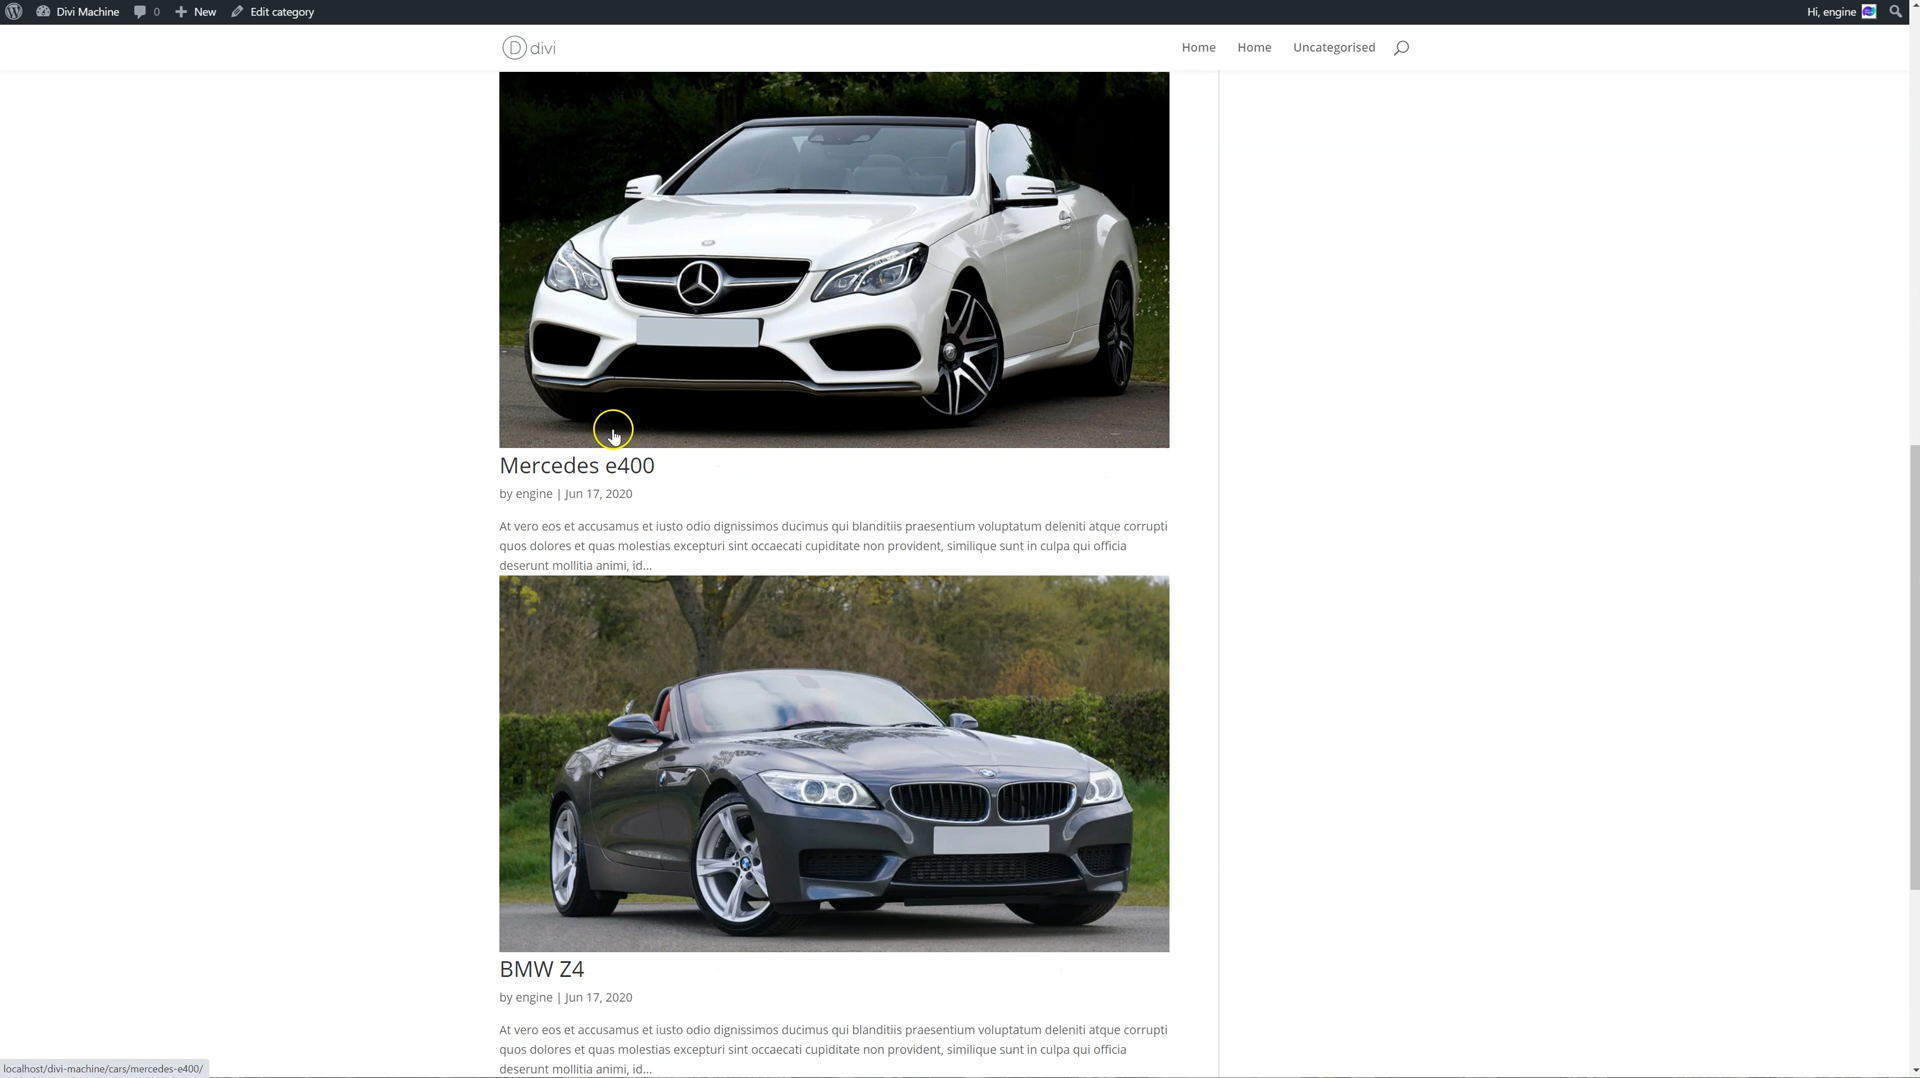 Divi Machine 0 New Edit category Hi, engine
D divi Home Home Uncategorised
Mercedes e400
by engine | Jun 17, 2020
At vero eos et accusamus et iusto odio dignissimos ducimus qui blanditiis praesentium voluptatum deleniti atque corrupti
quos dolores et quas molestias excepturi sint occaecati cupiditate non provident, similique sunt in culpa qui officia
deserunt mollitia animi, id...
BMW Z4
by engine | Jun 17, 2020
At vero eos et accusamus et iusto odio dignissimos ducimus qui blanditiis praesentium voluptatum deleniti atque corrupti
quos dolores et quas molestias excepturi sint occaecati cupiditate non provident, similique sunt in culpa qui officia
deserunt mollitia animi, id...
localhost/divi-machine/cars/mercedes-e400/